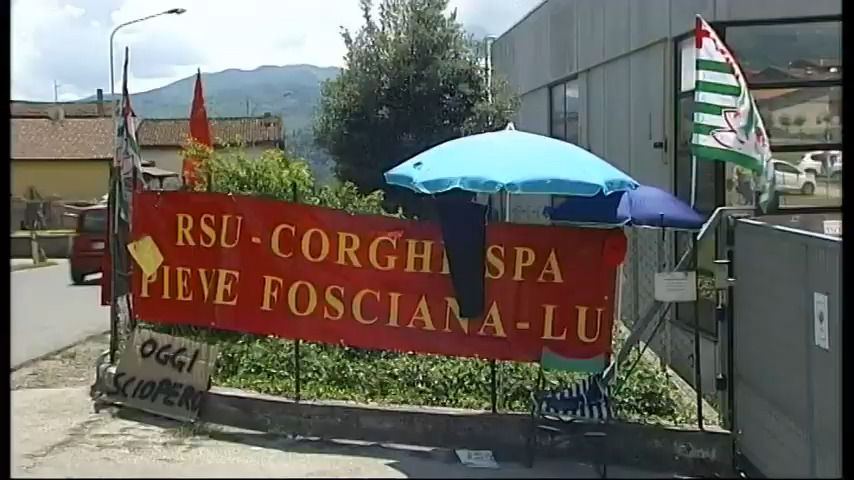 RSU - CORGHI SPA
PIEVE FOSCIANA - LU
OGGI
SCIOPERO